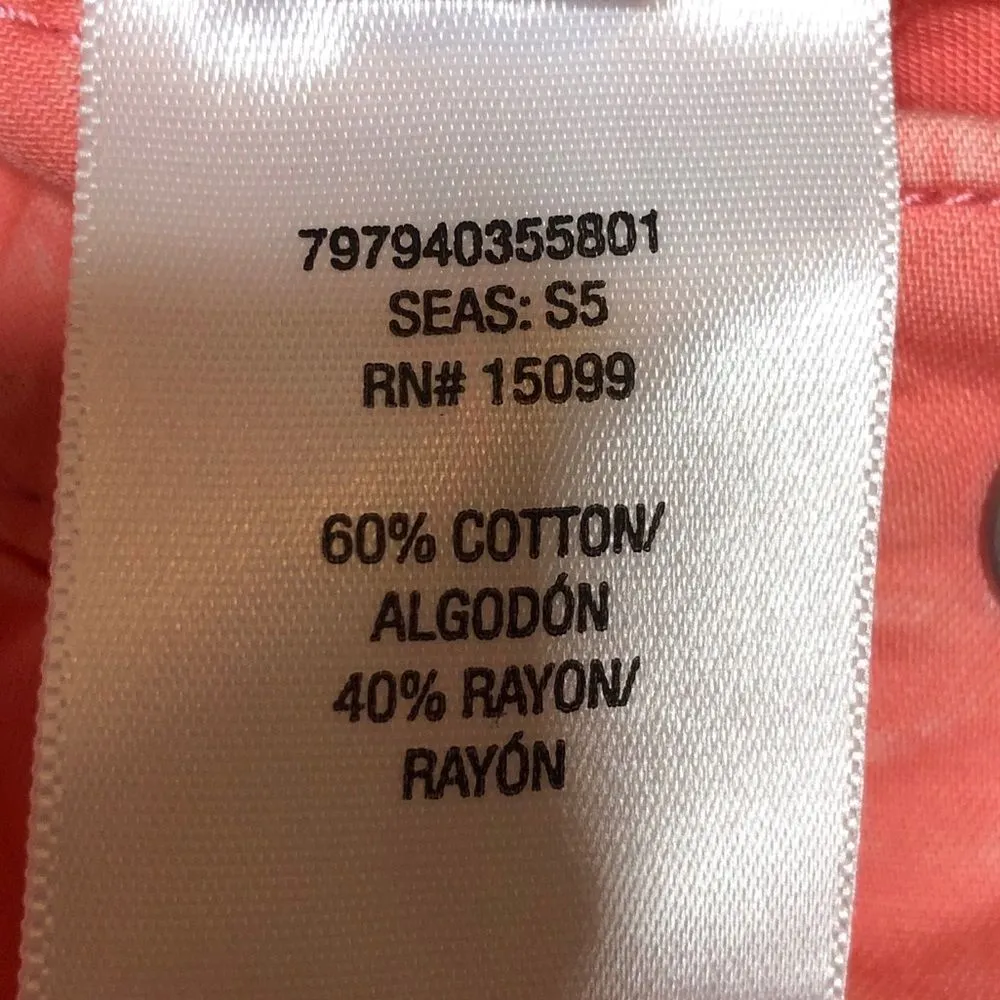 797940355801
SEAS: S5
RN# 15099
60% COTTON/
ALGODÓN
40% RAYON/
RAYÓN